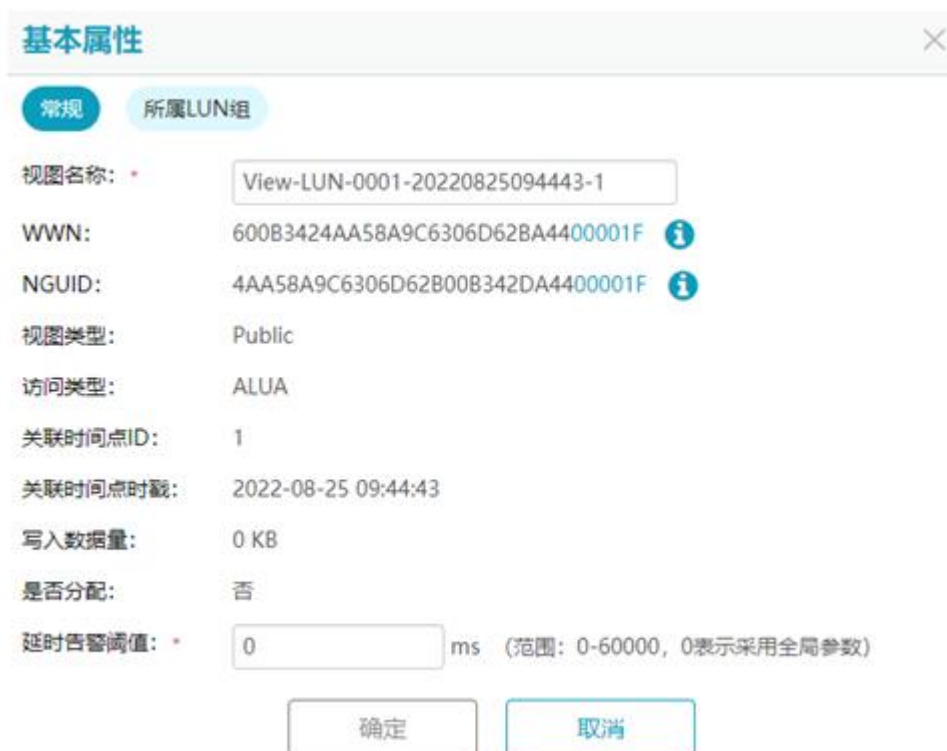 基本属性
常规 所属LUN组
视图名称： * View-LUN-0001-20220825094443-1
WWN： 600B3424AA58A9C6306D62BA4400001F
NGUID： 4AA58A9C6306D62B00B342DA4400001F
视图类型： Public
访问类型： ALUA
关联时间点ID： 1
关联时间点时戳： 2022-08-25 09:44:43
写入数据量： 0 KB
是否分配： 否
延时告警阈值： * 0 ms （范围：0-60000，0表示采用全局参数）
确定 取消